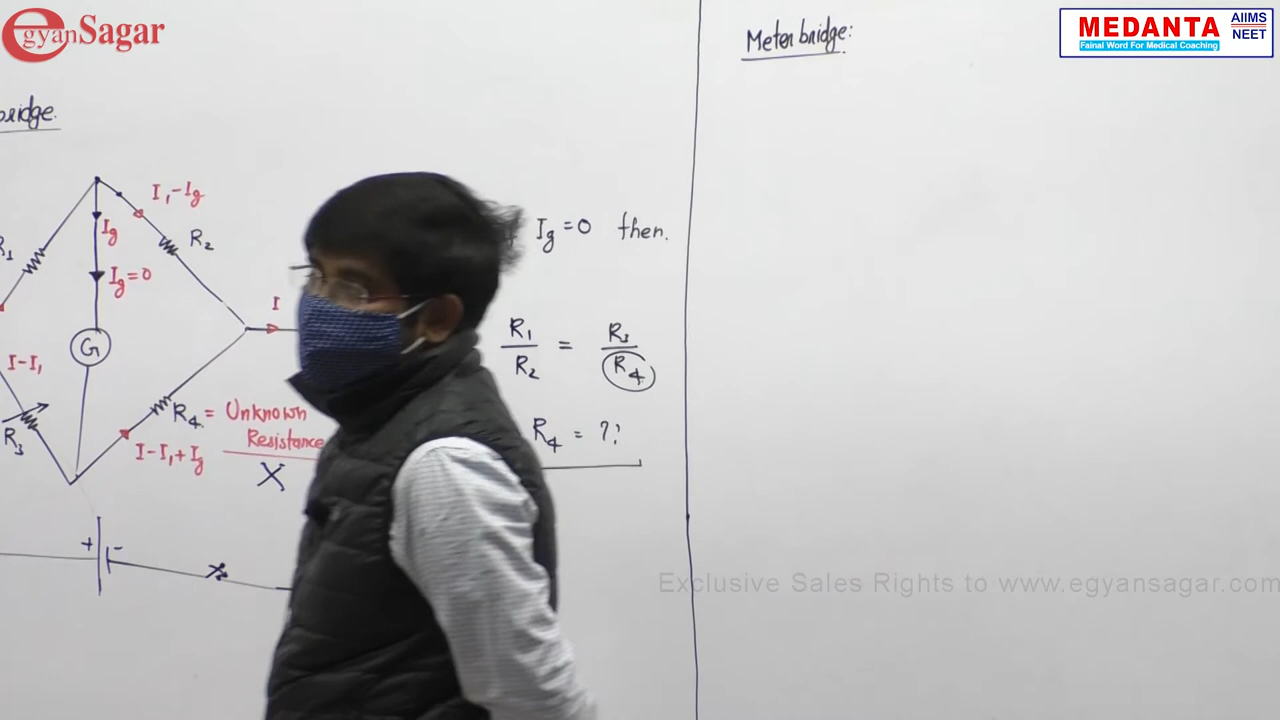 egyanSagar
MEDANTA
AIIMS
NEET
Fainal Word For Medical Coaching
bridge.
Meter bridge:
I₁-Ig
Ig
R₂
R₁
Ig=0
I
G
I-I₁
R₃
R₄ = Unknown
Resistance
X
I-I₁+Ig
+ -
Ig=0 then.
R₁/R₂ = R₃/R₄
R₄ = ??
Exclusive Sales Rights to www.egyansagar.com